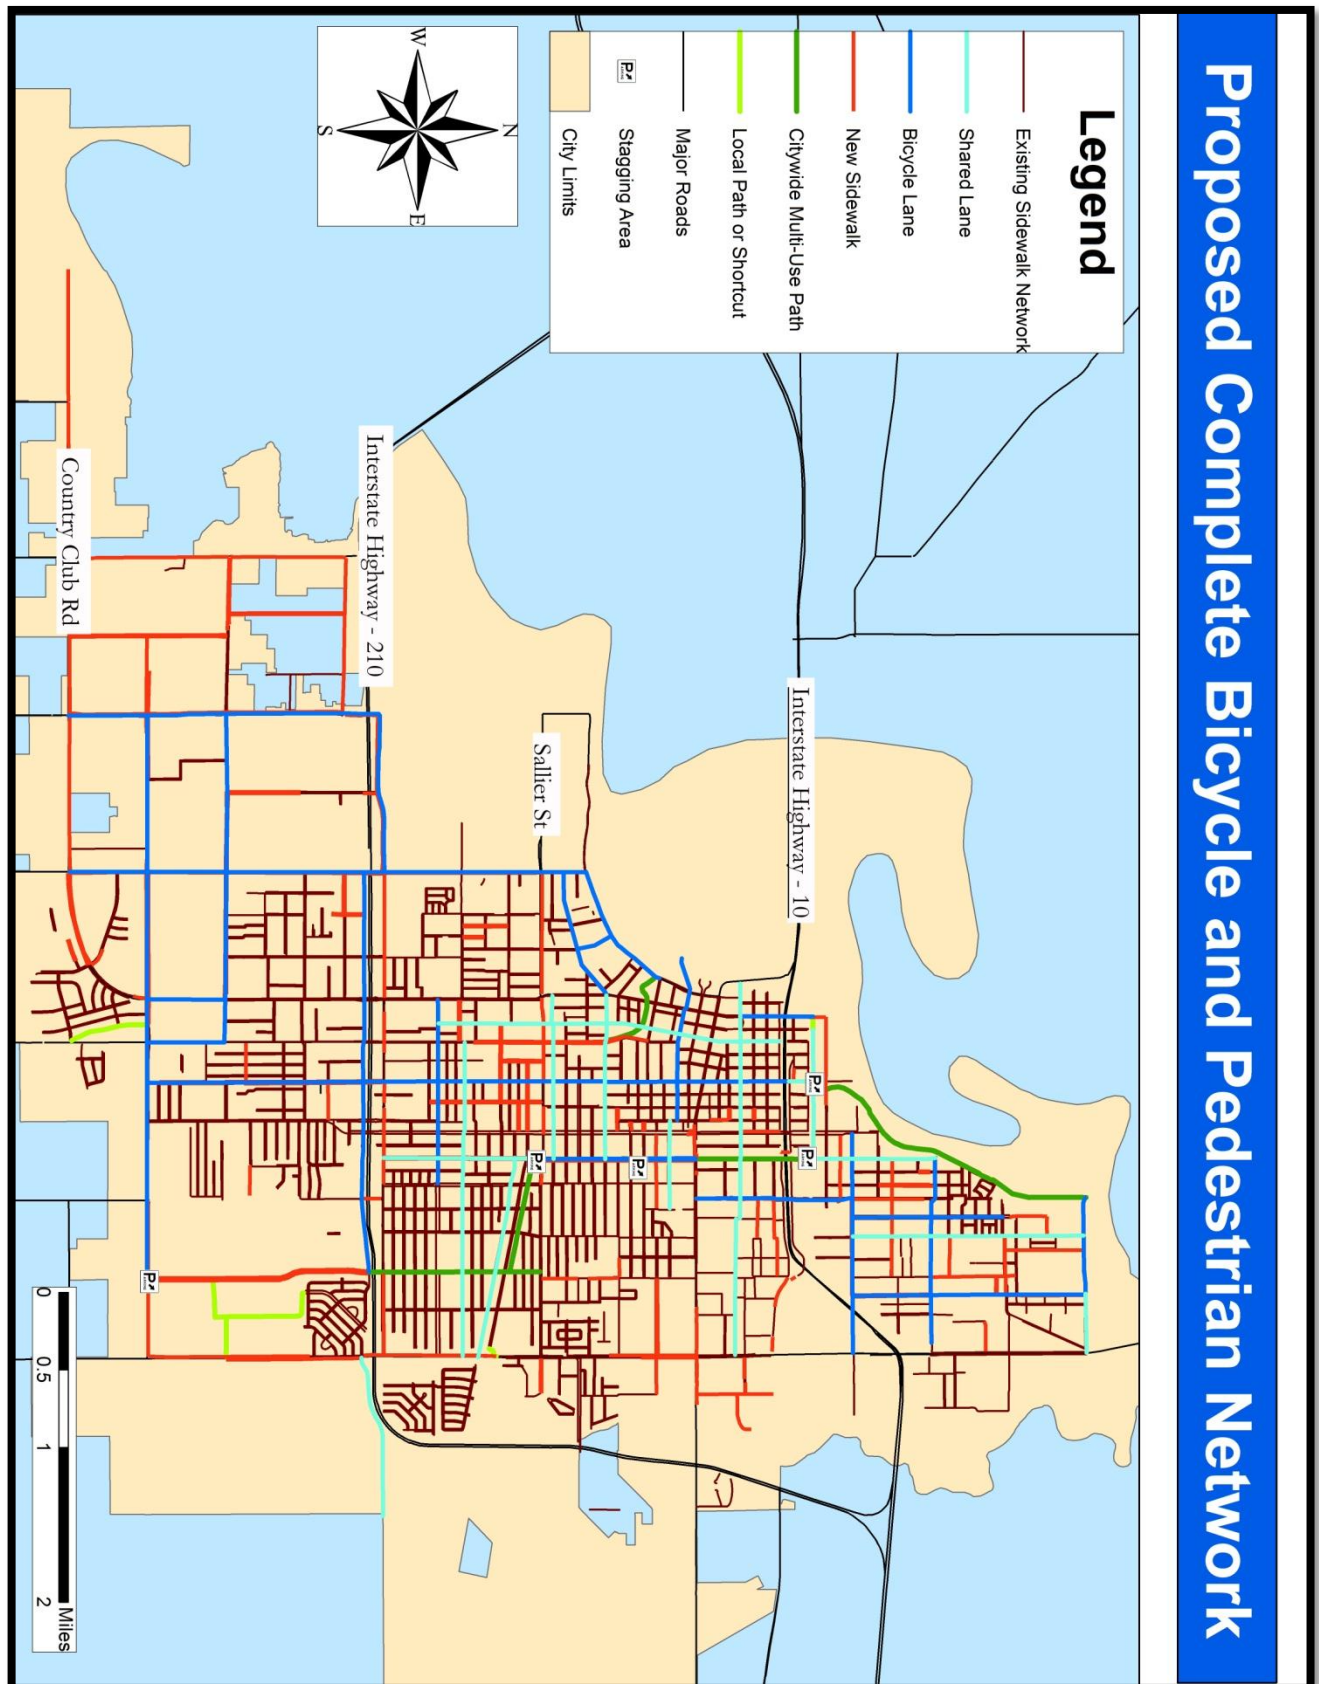 Proposed Complete Bicycle and Pedestrian Network
Legend
Existing Sidewalk Network
Shared Lane
Bicycle Lane
New Sidewalk
Citywide Multi-Use Path
Local Path or Shortcut
Major Roads
P
Stagging Area
City Limits
N
W
E
S
Interstate Highway - 10
Sallier St
Interstate Highway - 210
Country Club Rd
P
P
P
P
P
0 0.5 1 2
Miles